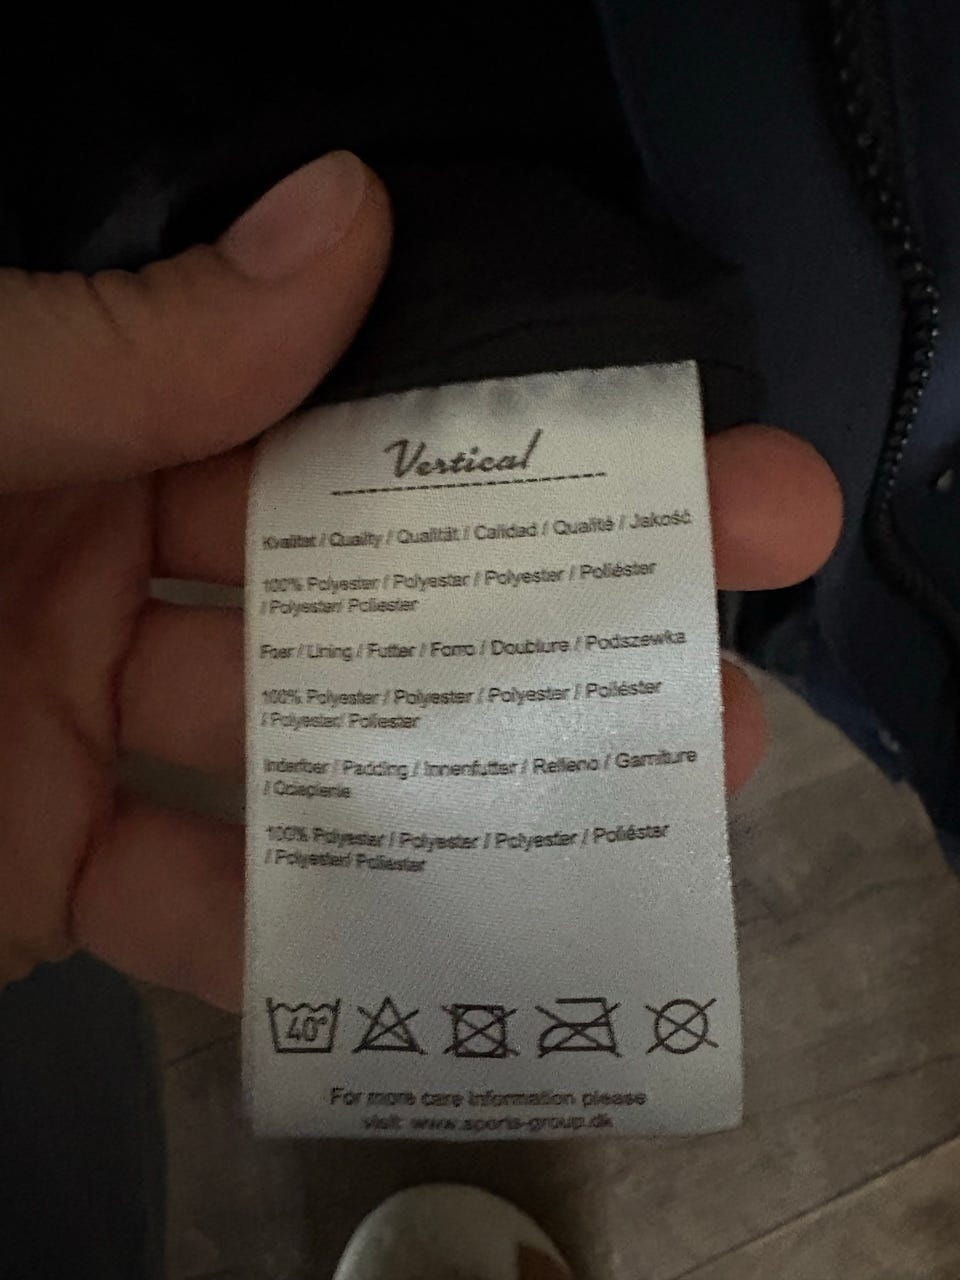 Vertical
Kvalitet / Quality / Qualität / Calidad / Qualité / Jakość
100% Polyester / Polyester / Polyester / Poliéster
/ Polyester/ Poliester
Foer / Lining / Futter / Forro / Doublure / Podszewka
100% Polyester / Polyester / Polyester / Poliéster
/ Polyester/ Poliester
Inderfoer / Padding / Innenfutter / Relleno / Garniture
/ Ocieplenie
100% Polyester / Polyester / Polyester / Poliéster
/ Polyester/ Poliester
40°
For more care information please
visit: www.sports-group.dk